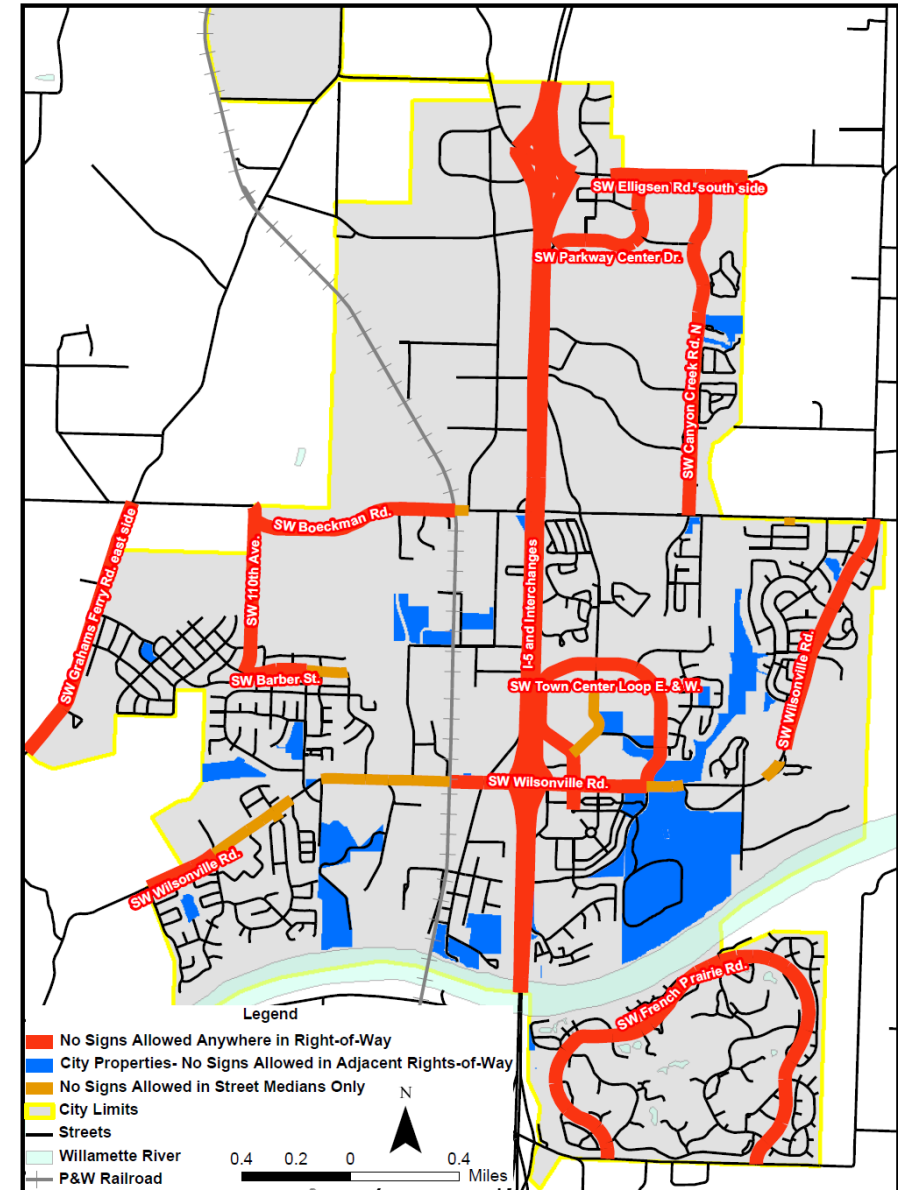 SW Elligsen Rd. south side
SW Parkway Center Dr.
SW Canyon Creek Rd. N
SW Boeckman Rd.
SW Grahams Ferry Rd. east side
SW 110th Ave.
I-5 and Interchanges
SW Wilsonville Rd.
SW Barber St.
SW Town Center Loop E. & W.
SW Wilsonville Rd.
SW Wilsonville Rd.
SW French Prairie Rd.
Legend
No Signs Allowed Anywhere in Right-of-Way
City Properties- No Signs Allowed in Adjacent Rights-of-Way
No Signs Allowed in Street Medians Only
City Limits
Streets
Willamette River
P&W Railroad
N
0.4 0.2 0 0.4
Miles